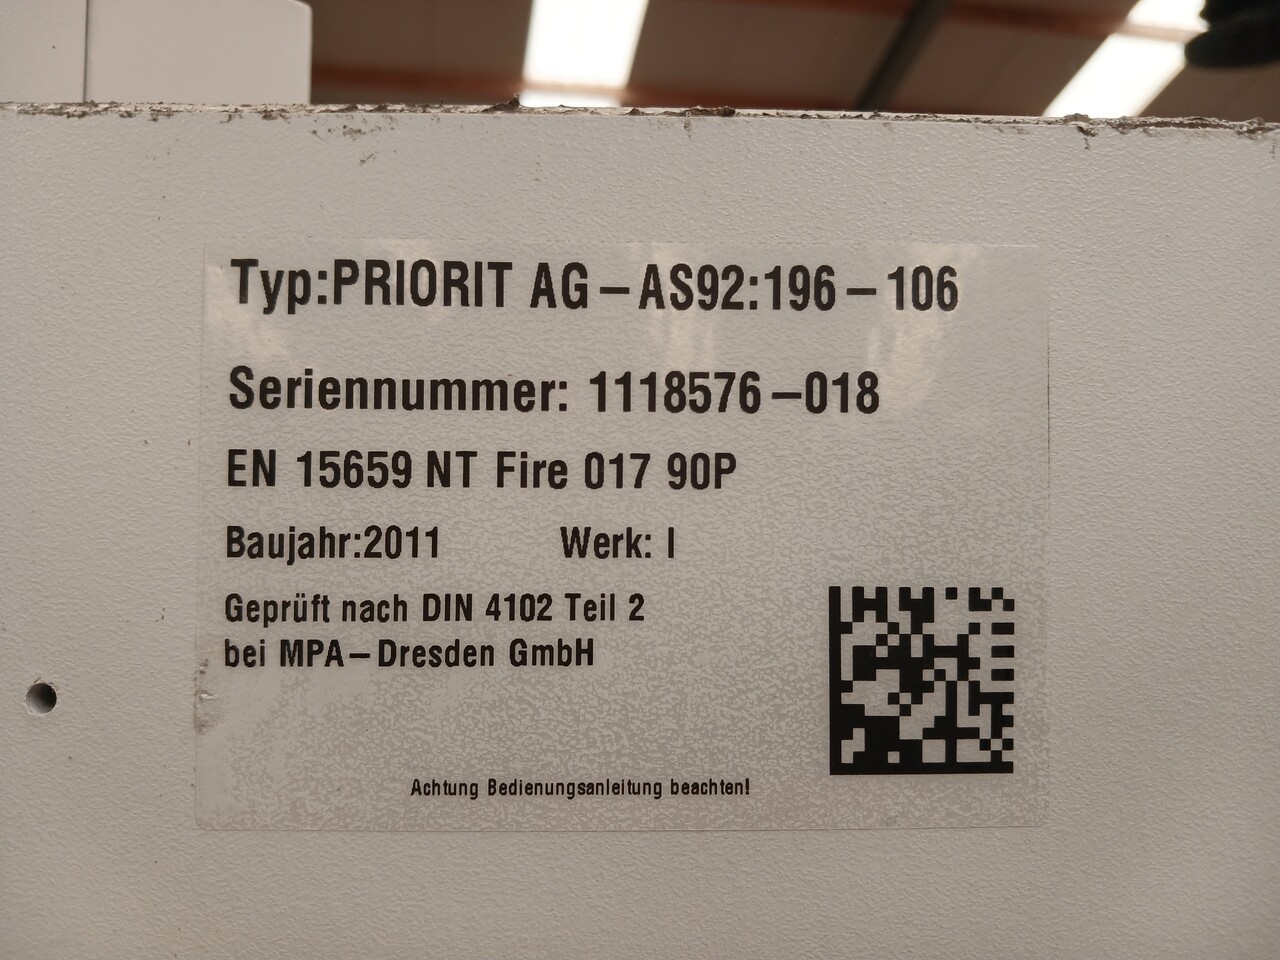 Typ:PRIORIT AG-AS92:196-106
Seriennummer: 1118576-018
EN 15659 NT Fire 017 90P
Baujahr:2011 Werk: I
Geprüft nach DIN 4102 Teil 2
bei MPA-Dresden GmbH
Achtung Bedienungsanleitung beachten!